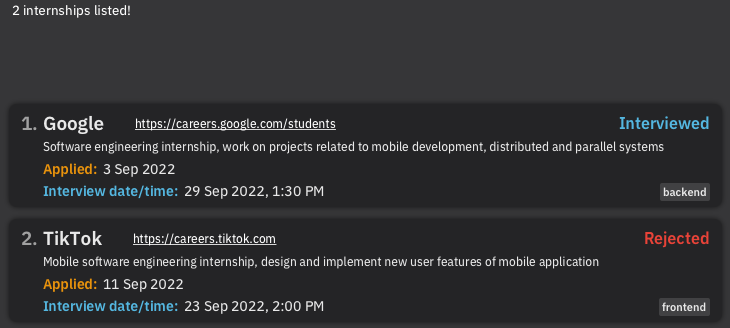 2 internships listed!
1. Google https://careers.google.com/students Interviewed
Software engineering internship, work on projects related to mobile development, distributed and parallel systems
Applied: 3 Sep 2022
Interview date/time: 29 Sep 2022, 1:30 PM backend
2. TikTok https://careers.tiktok.com Rejected
Mobile software engineering internship, design and implement new user features of mobile application
Applied: 11 Sep 2022
Interview date/time: 23 Sep 2022, 2:00 PM frontend